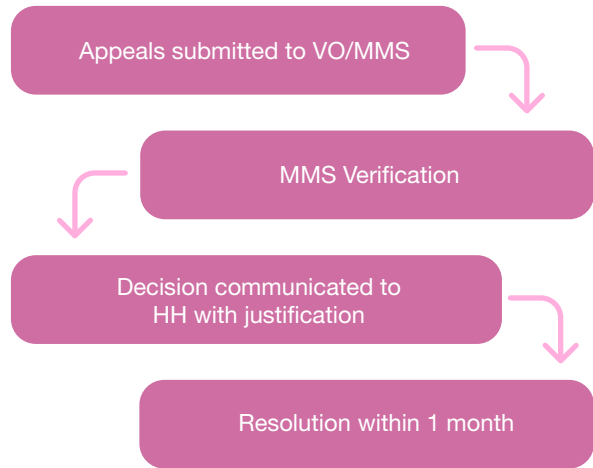 Appeals submitted to VO/MMS
MMS Verification
Decision communicated to
HH with justification
Resolution within 1 month